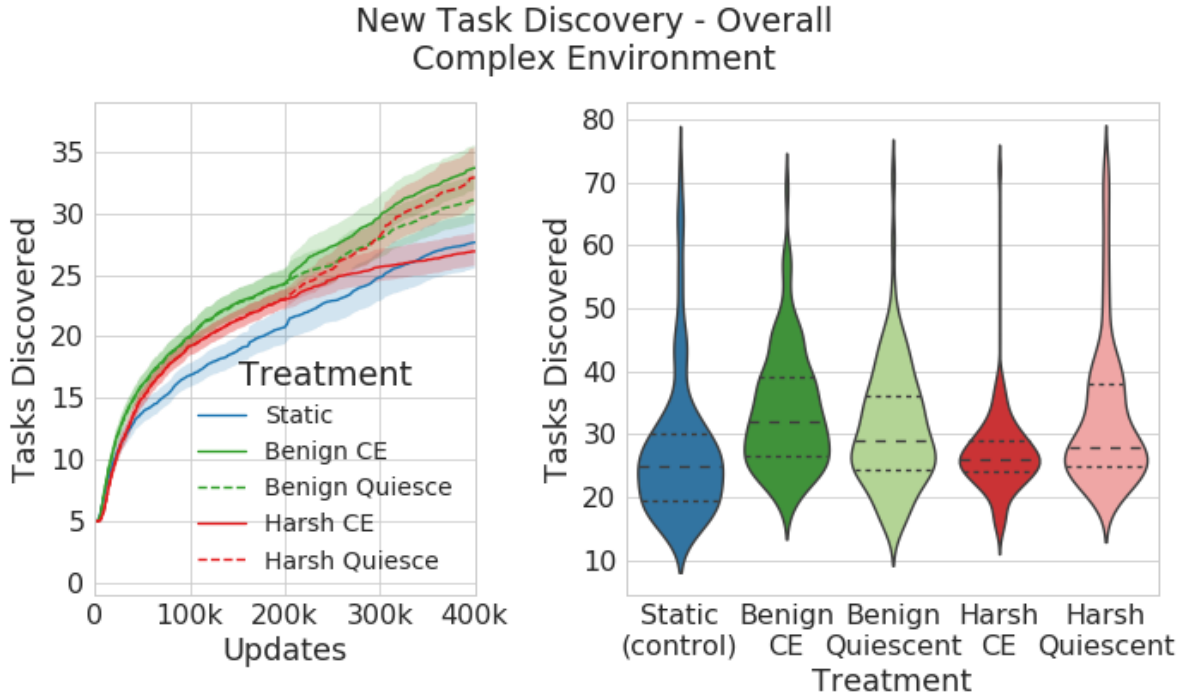 New Task Discovery - Overall
Complex Environment
Tasks Discovered
35
30
25
20
15
10
5
0
Treatment
Static
Benign CE
Benign Quiesce
Harsh CE
Harsh Quiesce
0
100k
200k
300k
400k
Updates
Tasks Discovered
80
70
60
50
40
30
20
10
Static
(control)
Benign
CE
Benign
Quiescent
Harsh
CE
Harsh
Quiescent
Treatment